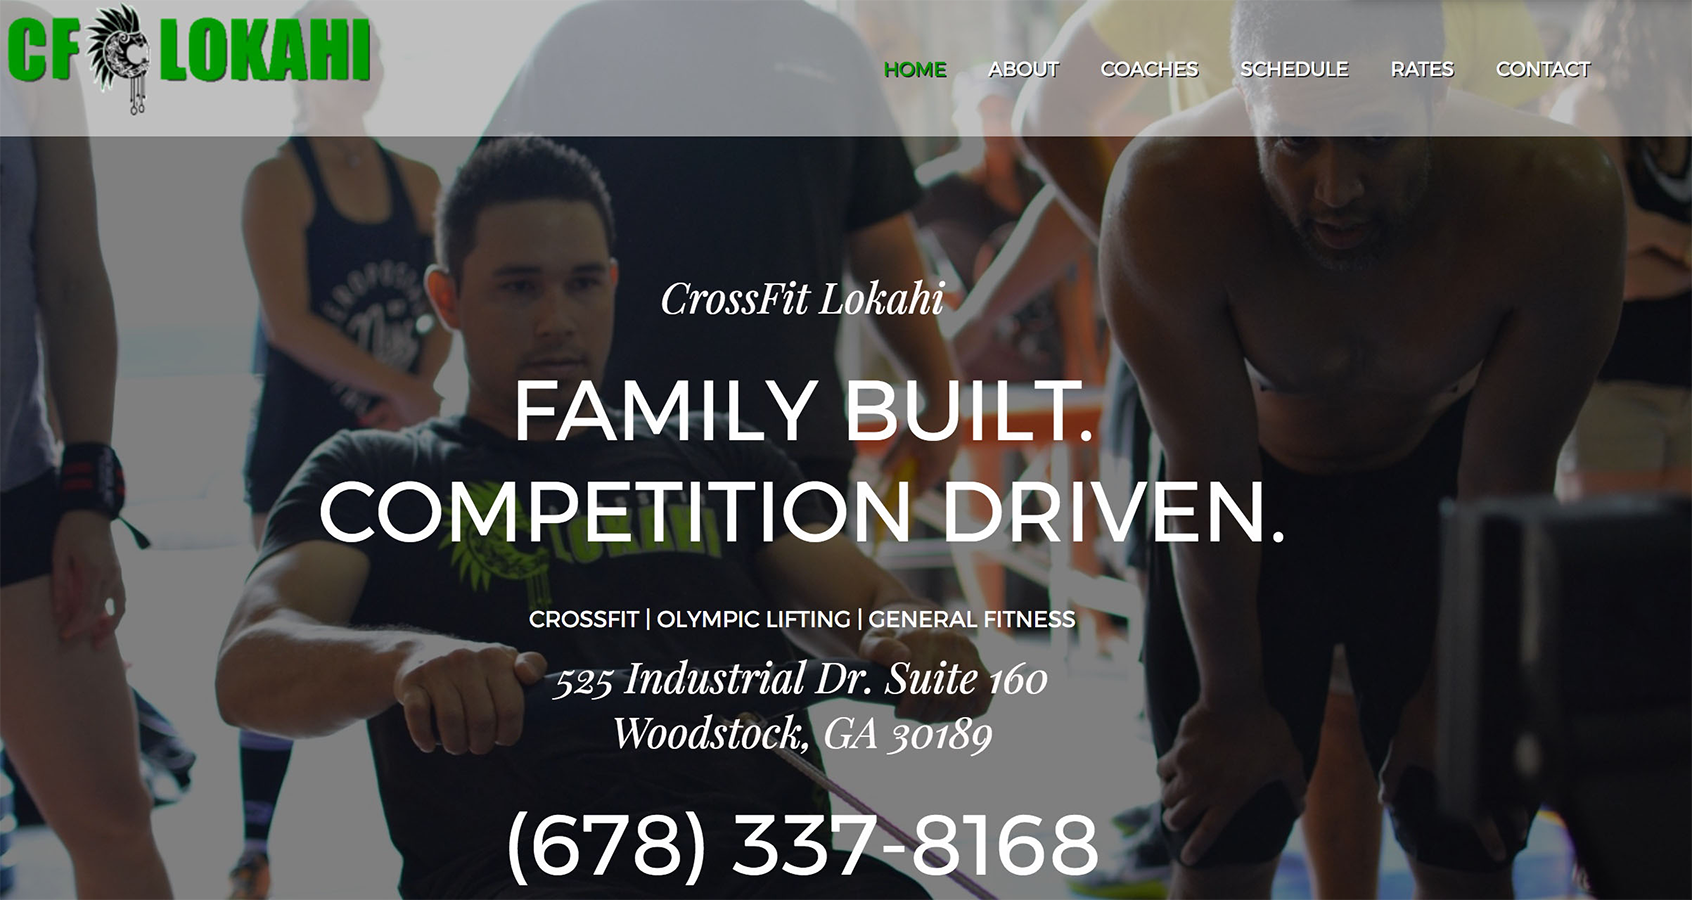 CF LOKAHI
HOME ABOUT COACHES SCHEDULE RATES CONTACT
CrossFit Lokahi
FAMILY BUILT.
COMPETITION DRIVEN.
LOKAHI
CROSSFIT | OLYMPIC LIFTING | GENERAL FITNESS
525 Industrial Dr. Suite 160
Woodstock, GA 30189
(678) 337-8168